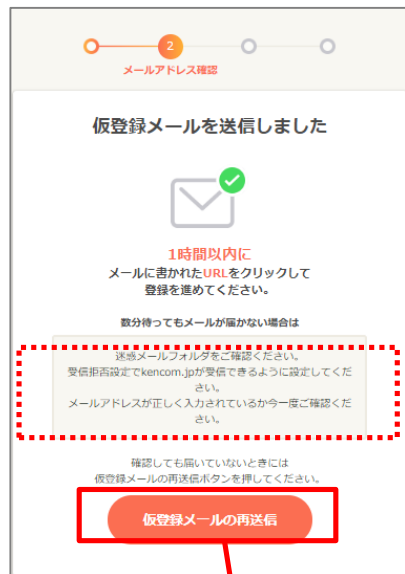 2
メールアドレス確認
仮登録メールを送信しました
1時間以内に
メールに書かれたURLをクリックして
登録を進めてください。
数分待ってもメールが届かない場合は
迷惑メールフォルダをご確認ください。
受信拒否設定でkencom.jpが受信できるように設定してくだ
さい。
メールアドレスが正しく入力されているか今一度ご確認くだ
さい。
確認しても届いていないときには
仮登録メールの再送信ボタンを押してください。
仮登録メールの再送信